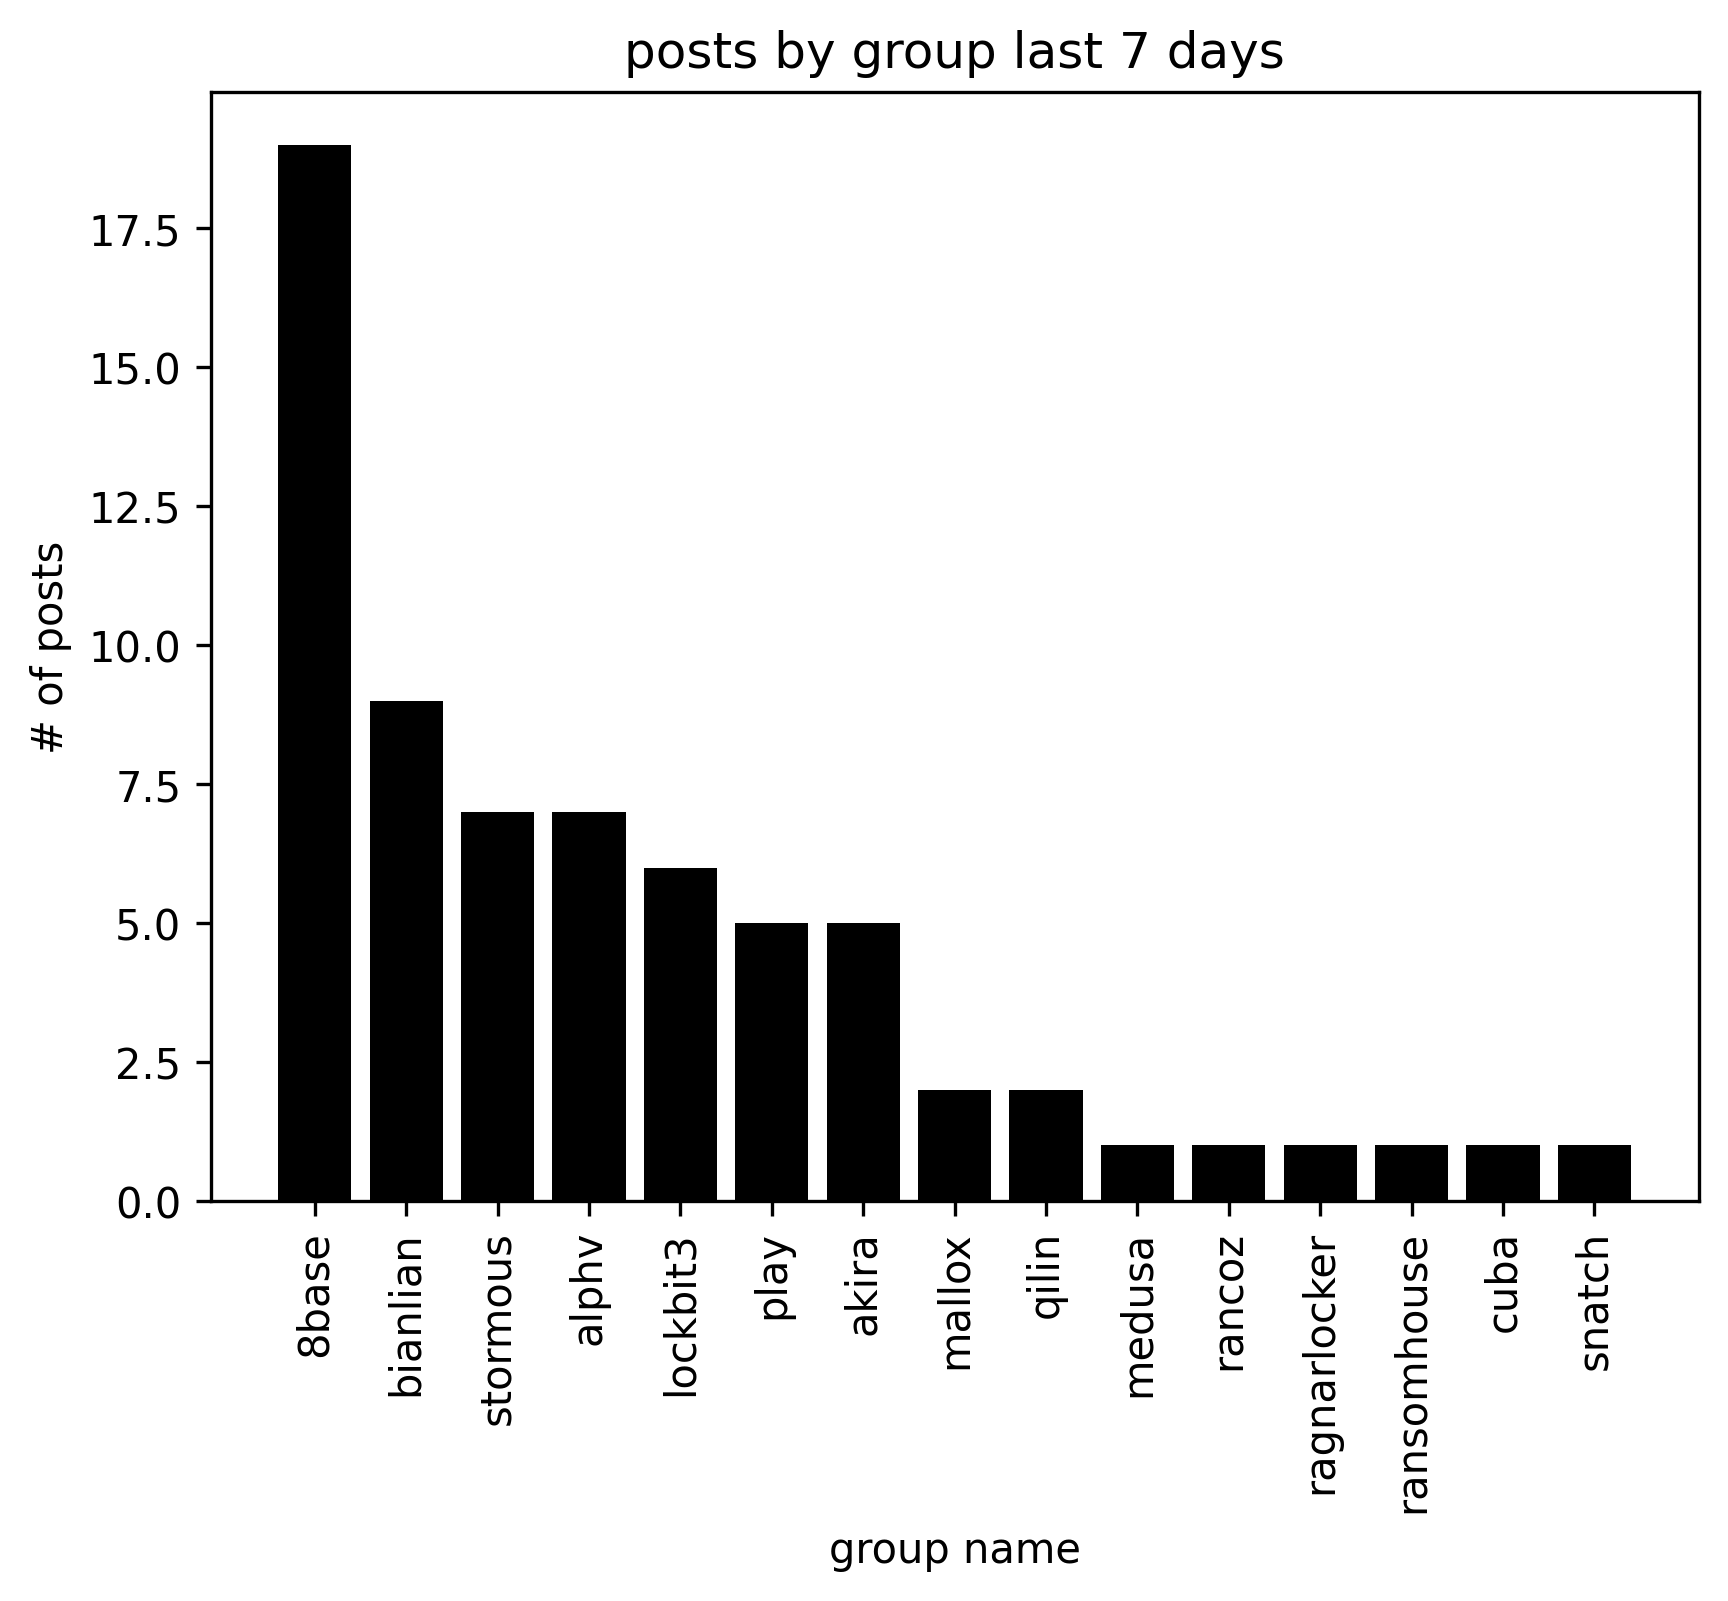 posts by group last 7 days
# of posts
17.5
15.0
12.5
10.0
7.5
5.0
2.5
0.0
8base
bianlian
stormous
alphv
lockbit3
play
akira
mallox
qilin
medusa
rancoz
ragnarlocker
ransomhouse
cuba
snatch
group name